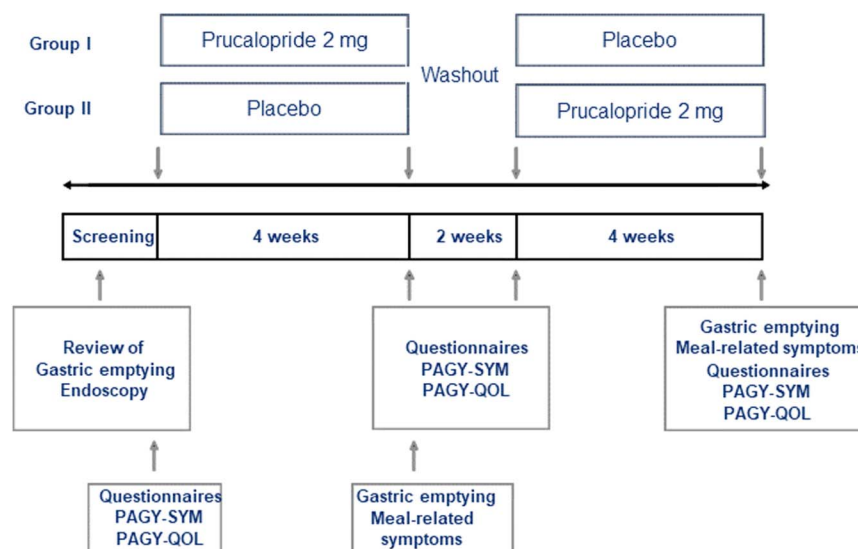 Group I
Prucalopride 2 mg
Placebo
Washout
Group II
Placebo
Prucalopride 2 mg
Screening
4 weeks
2 weeks
4 weeks
Review of
Gastric emptying
Endoscopy
Questionnaires
PAGY-SYM
PAGY-QOL
Gastric emptying
Meal-related symptoms
Questionnaires
PAGY-SYM
PAGY-QOL
Questionnaires
PAGY-SYM
PAGY-QOL
Gastric emptying
Meal-related
symptoms